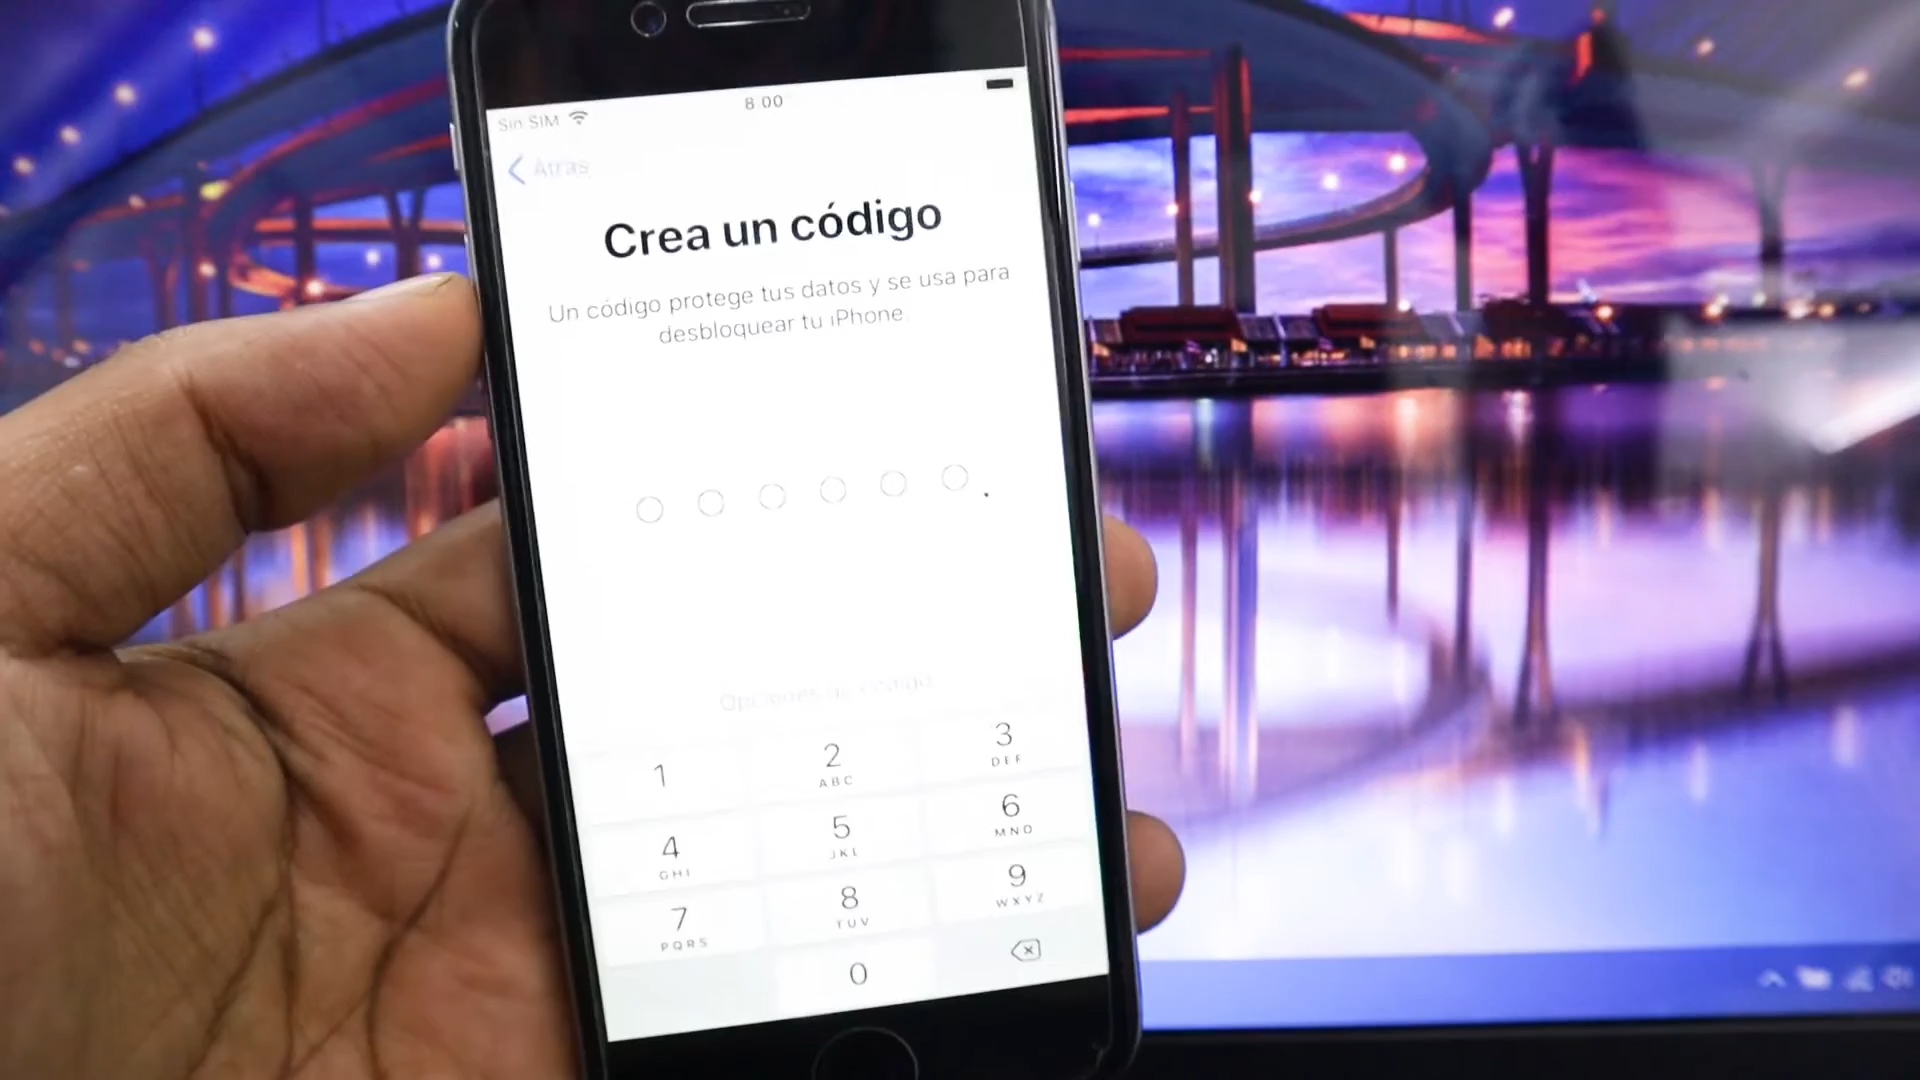 Sin SIM
8 00
Atras
Crea un código
Un código protege tus datos y se usa para
desbloquear tu iPhone
Opciones de código
1
2
ABC
3
DEF
4
GHI
5
JKL
6
MNO
7
PQRS
8
TUV
9
WXYZ
0